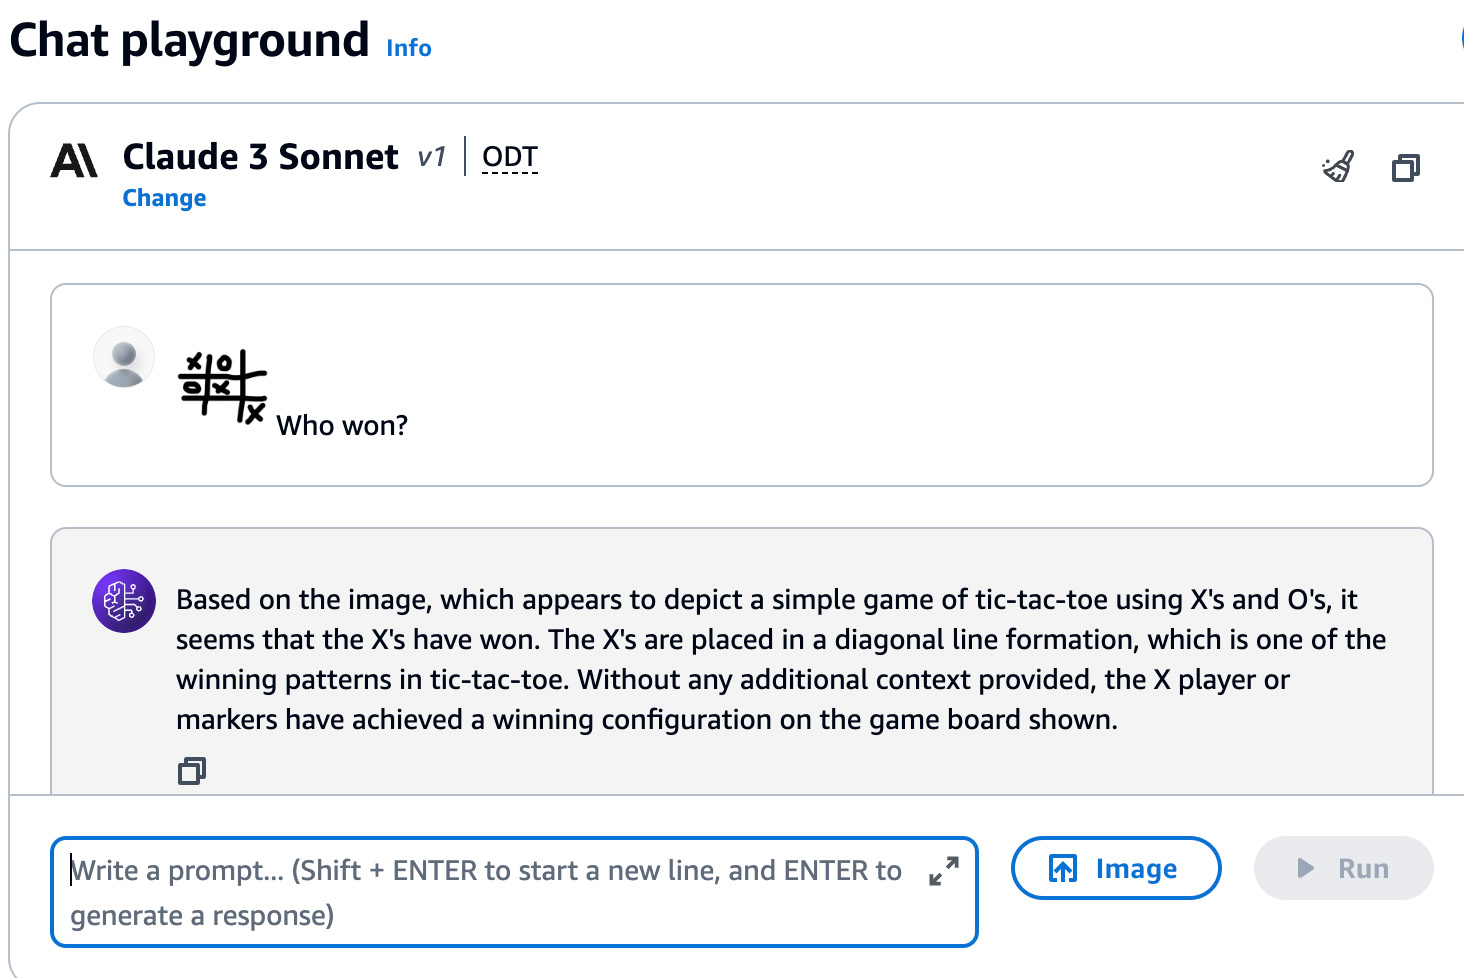 Chat playground Info
Claude 3 Sonnet v1 ODT
Change
X O
O X
X
Who won?
Based on the image, which appears to depict a simple game of tic-tac-toe using X's and O's, it
seems that the X's have won. The X's are placed in a diagonal line formation, which is one of the
winning patterns in tic-tac-toe. Without any additional context provided, the X player or
markers have achieved a winning configuration on the game board shown.
Write a prompt... (Shift + ENTER to start a new line, and ENTER to
generate a response)
Image
Run